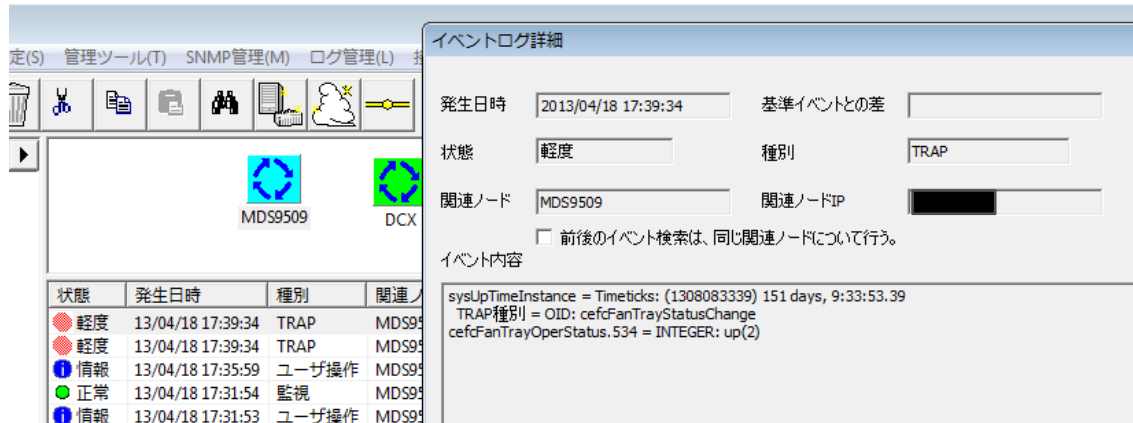 定(S) 管理ツール(T) SNMP管理(M) ログ管理(L)
MDS9509
DCX
状態 発生日時 種別 関連ノ
軽度 13/04/18 17:39:34 TRAP MDS95
軽度 13/04/18 17:39:34 TRAP MDS95
情報 13/04/18 17:35:59 ユーザ操作 MDS95
正常 13/04/18 17:31:54 監視 MDS95
情報 13/04/18 17:31:53 ユーザ操作 MDS95
イベントログ詳細
発生日時 2013/04/18 17:39:34 基準イベントとの差
状態 軽度 種別 TRAP
関連ノード MDS9509 関連ノードIP
前後のイベント検索は、同じ関連ノードについて行う。
イベント内容
sysUpTimeInstance = Timeticks: (1308083339) 151 days, 9:33:53.39
TRAP種別 = OID: cefcFanTrayStatusChange
cefcFanTrayOperStatus.534 = INTEGER: up(2)